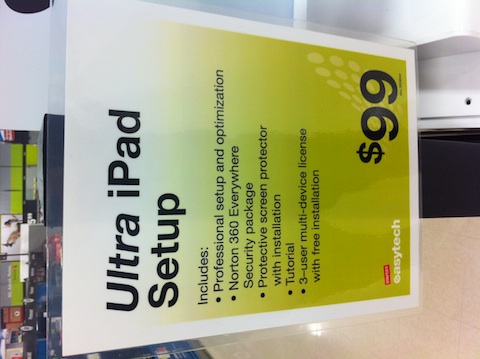 Ultra iPad
Setup
Includes:
• Professional setup and optimization
• Norton 360 Everywhere
Security package
• Protective screen protector
with installation
• Tutorial
• 3–user multi-device license
with free installation
$99
STAPLES
easytech